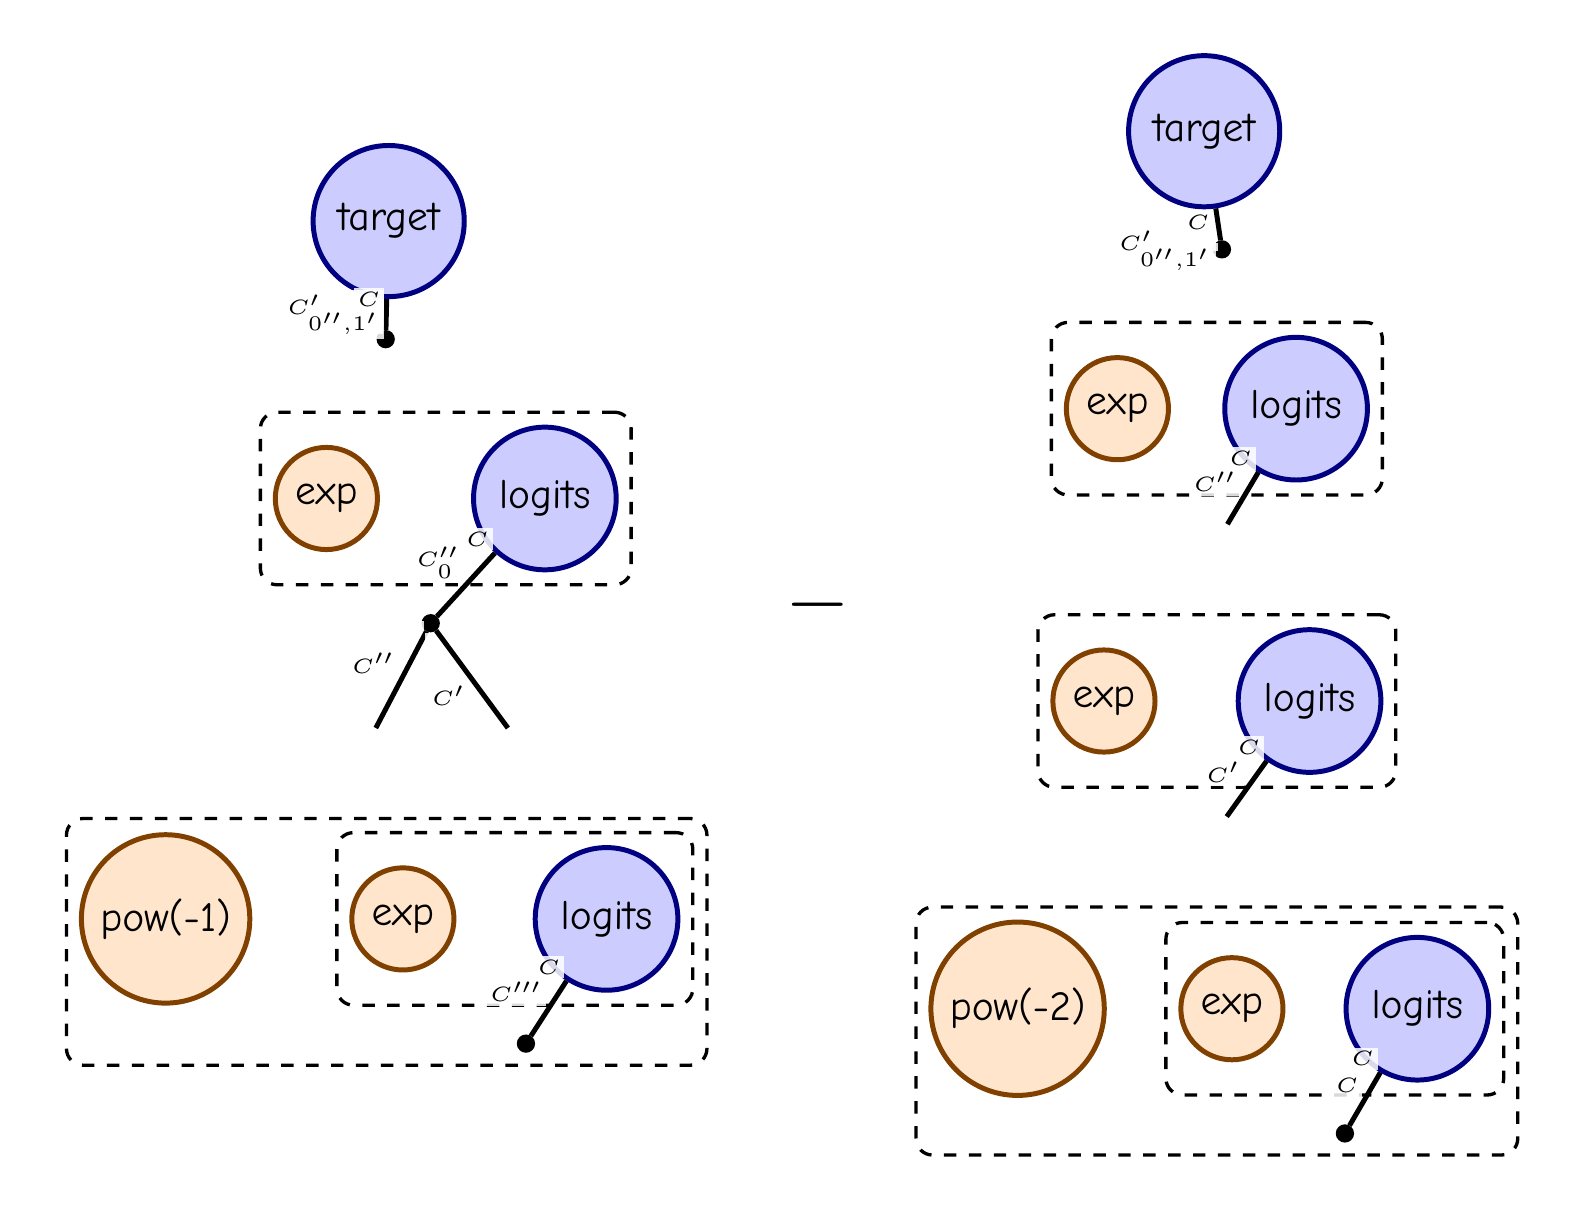 target
C
C′0′′,1′
exp
logits
C
C′′0
C′′
C′
pow(-1)
exp
logits
C
C′′′
—
target
C
C′0′′,1′
exp
logits
C
C′′
exp
logits
C
C′
pow(-2)
exp
logits
C
C